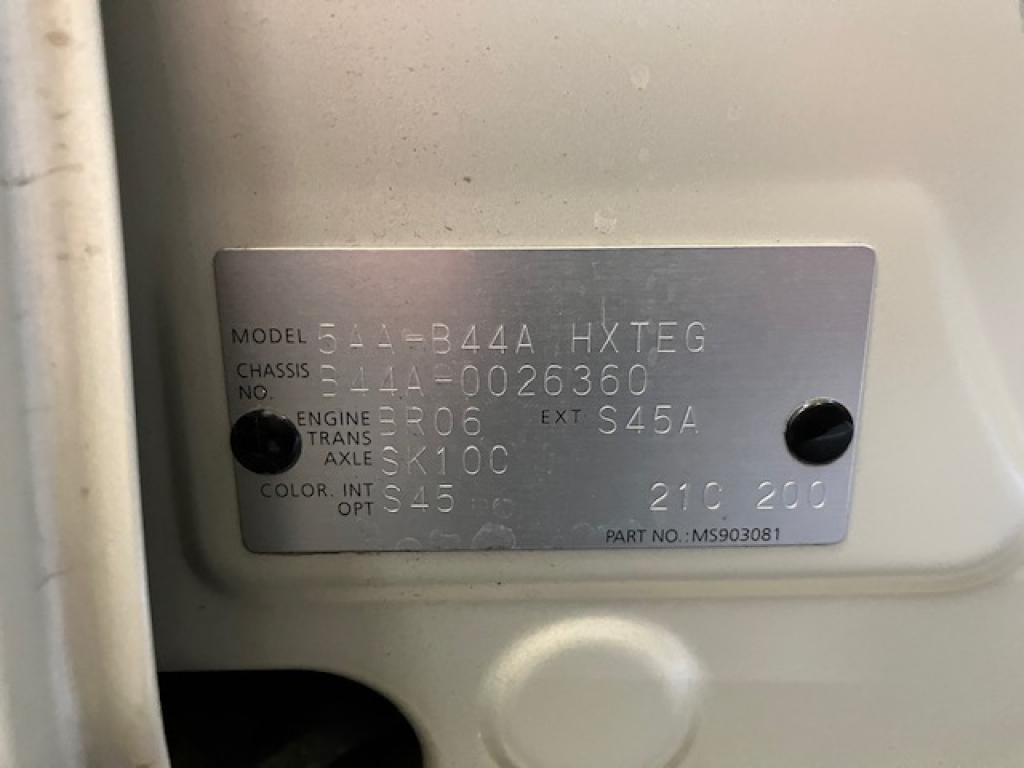 MODEL 5AA-B44A HXTEG
CHASSIS NO. B44A-0026360
ENGINE BR06 EXT S45A
TRANS
AXLE SK10C
COLOR. INT S45 21C 200
OPT
PART NO.: MS903081